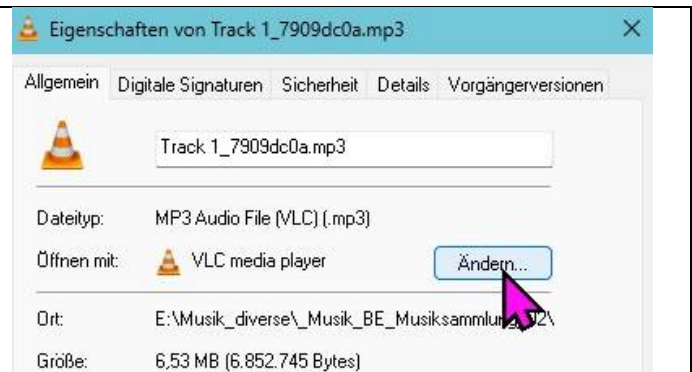 Eigenschaften von Track 1_7909dc0a.mp3
Allgemein Digitale Signaturen Sicherheit Details Vorgängerversionen
Track 1_7909dc0a.mp3
Dateityp: MP3 Audio File (VLC) (.mp3)
Öffnen mit: VLC media player Ändern...
Ort: E:\Musik_diverse\_Musik_BE_Musiksammlung_02\
Größe: 6,53 MB (6.852.745 Bytes)